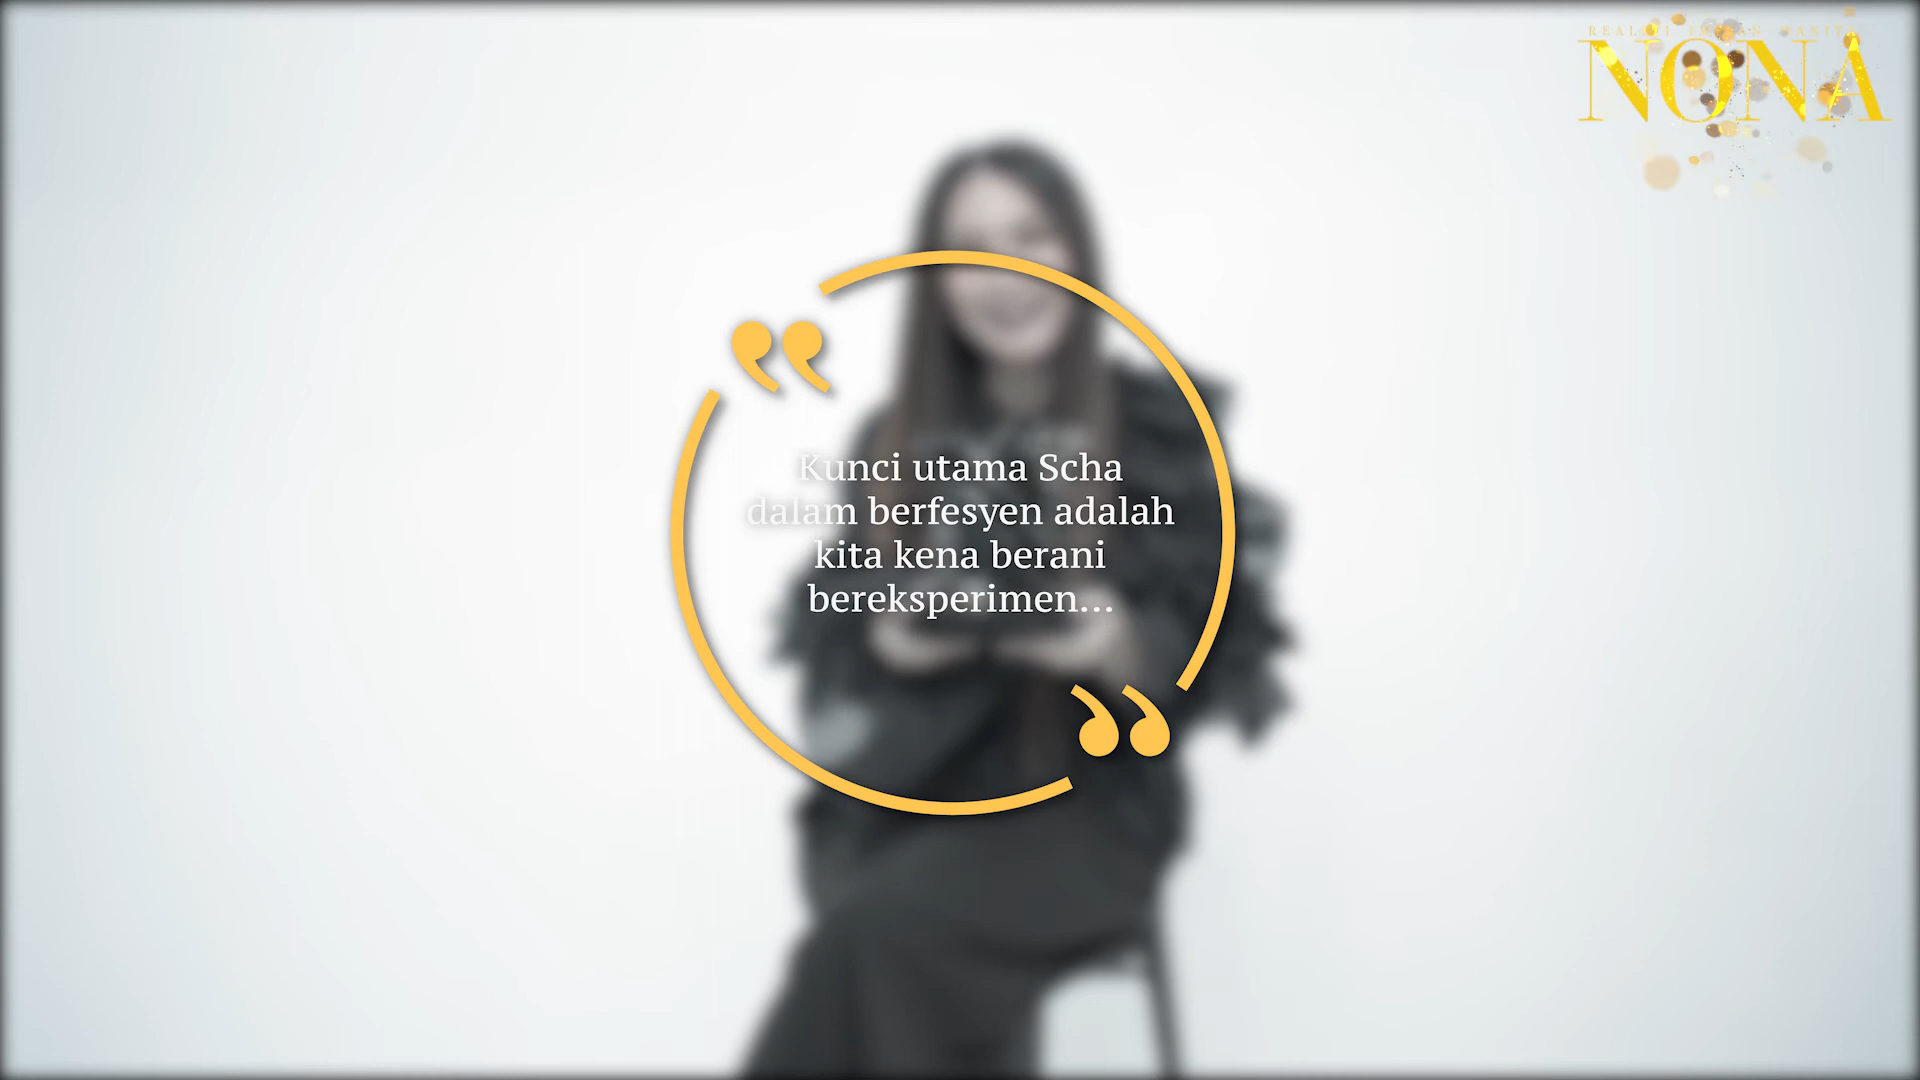 NONA
Kunci utama Scha
dalam berfesyen adalah
kita kena berani
bereksperimen...